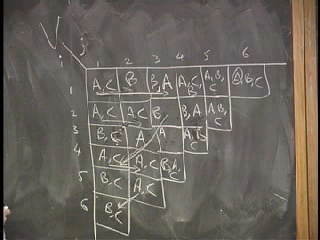 V i j
1 2 3 4 5 6
1 A,C B B,A A,C, B A,B, C Ⓑ,B,C
2 A,C A,C B, B,A A,B, C
3 B,C A A A,C
4 A,C A,C B,A, C
5 B,C A,C
6 B,C